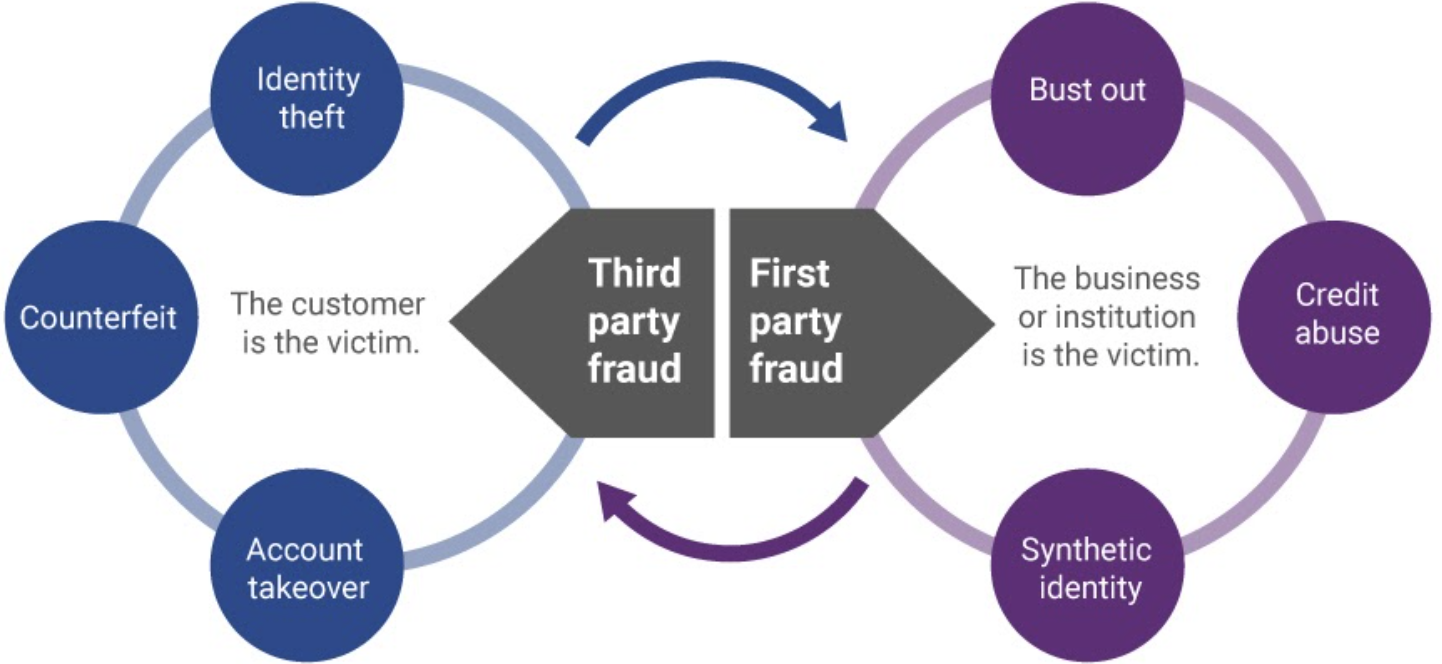 Identity
theft
Counterfeit
Account
takeover
The customer
is the victim.
Third
party
fraud
First
party
fraud
The business
or institution
is the victim.
Bust out
Credit
abuse
Synthetic
identity